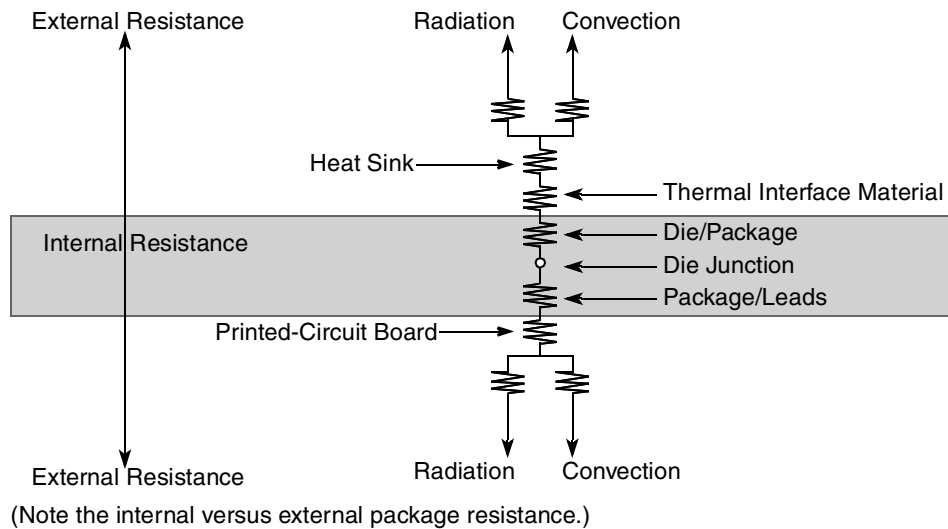 External Resistance
Radiation
Convection
Heat Sink
Thermal Interface Material
Internal Resistance
Die/Package
Die Junction
Package/Leads
Printed-Circuit Board
External Resistance
Radiation
Convection
(Note the internal versus external package resistance.)